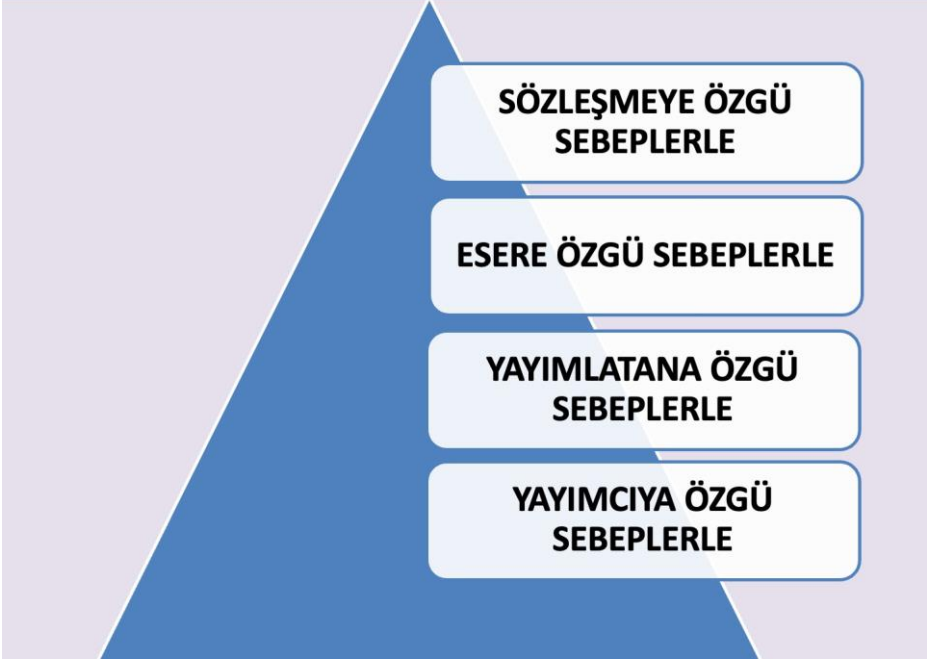 SÖZLEŞMEYE ÖZGÜ
SEBEPLERLE
ESERE ÖZGÜ SEBEPLERLE
YAYIMLATANA ÖZGÜ
SEBEPLERLE
YAYIMCIYA ÖZGÜ
SEBEPLERLE